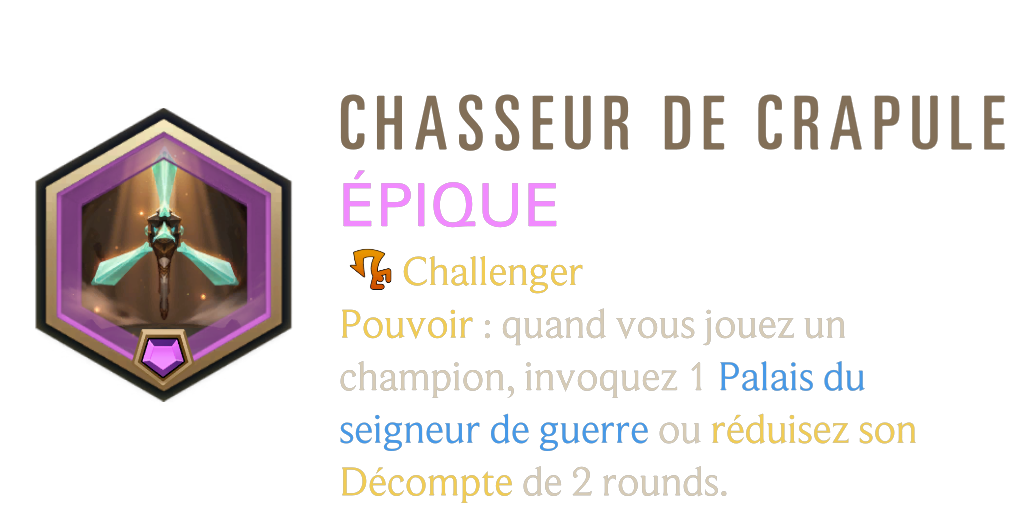 CHASSEUR DE CRAPULE
ÉPIQUE
Challenger
Pouvoir : quand vous jouez un
champion, invoquez 1 Palais du
seigneur de guerre ou réduisez son
Décompte de 2 rounds.